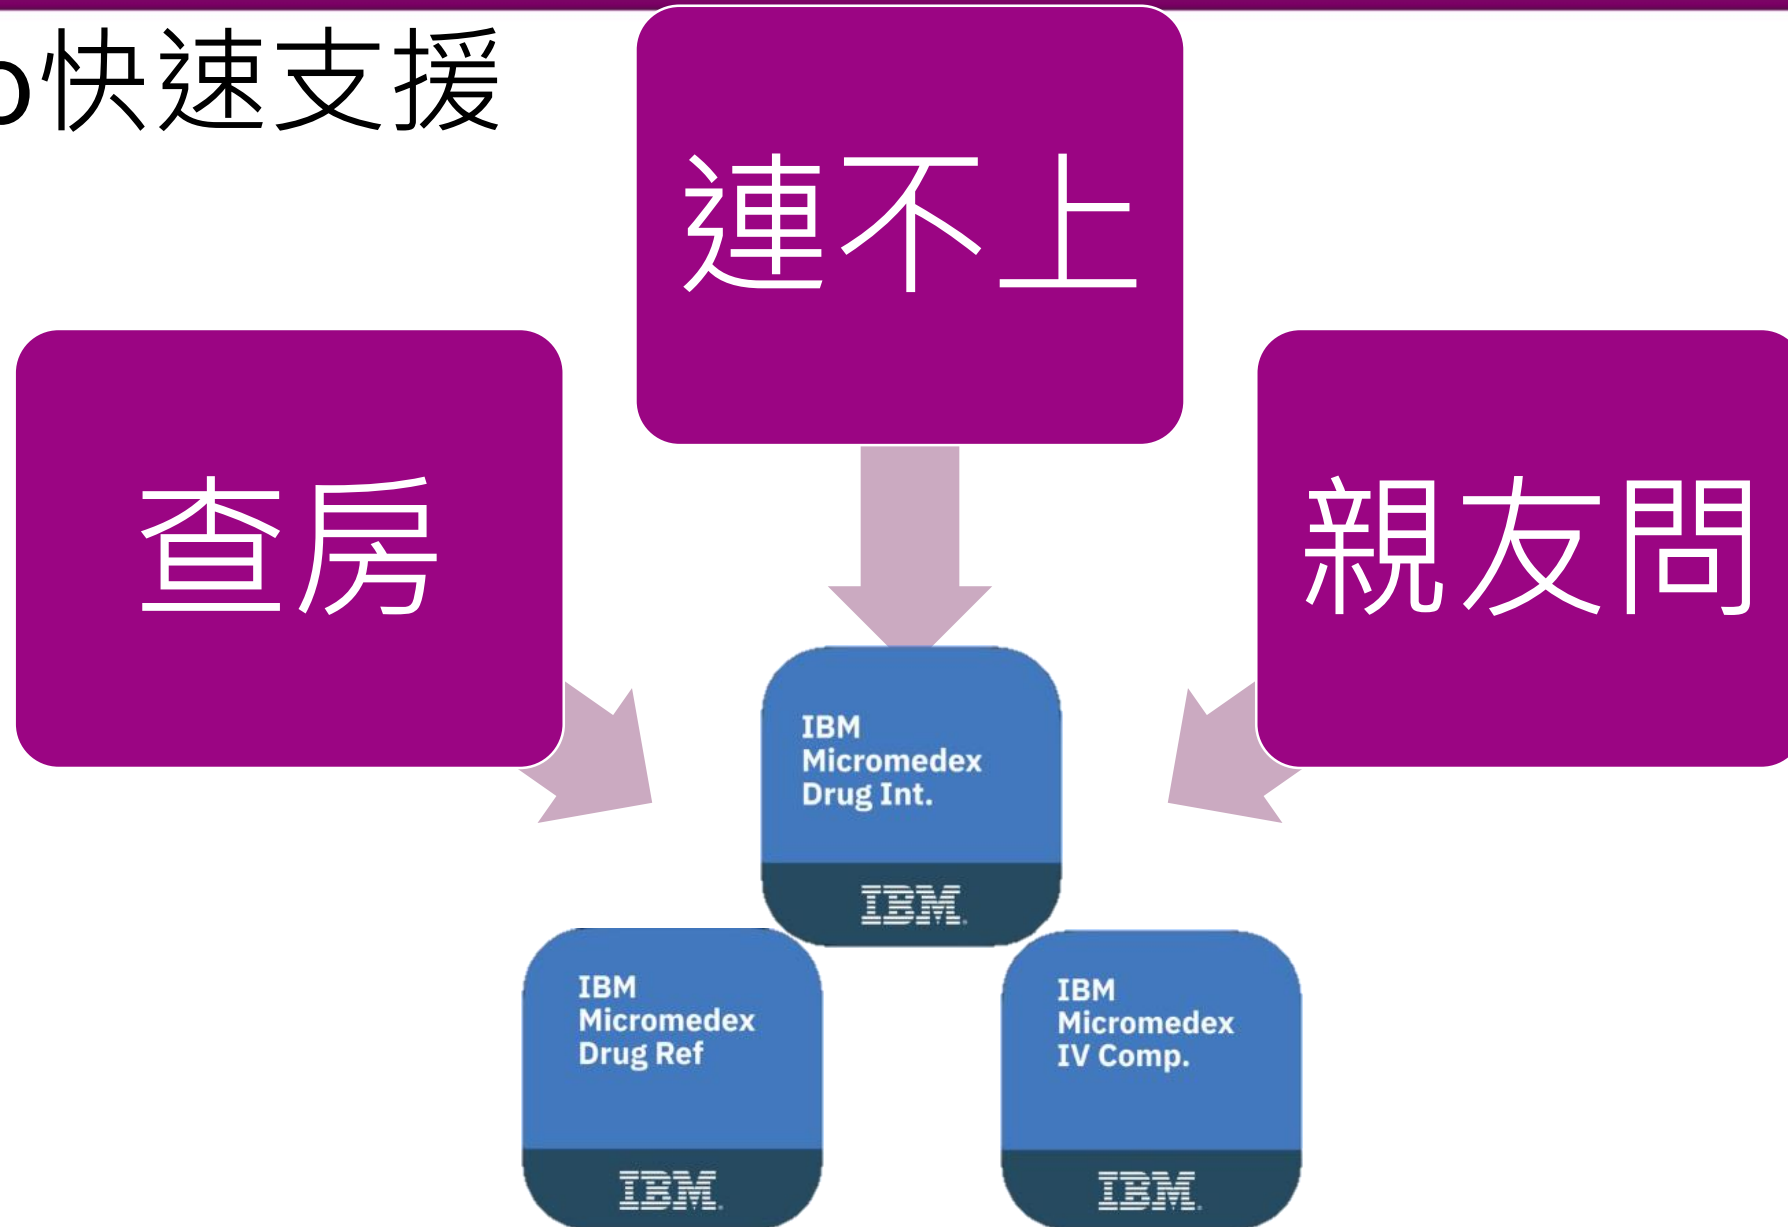 p快速支援
連不上
查房
親友問
IBM
Micromedex
Drug Int.
IBM
IBM
Micromedex
Drug Ref
IBM
IBM
Micromedex
IV Comp.
IBM